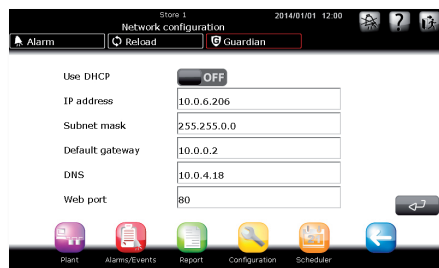 Store 1 2014/01/01 12:00
Network configuration
Alarm Reload Guardian
Use DHCP OFF
IP address 10.0.6.206
Subnet mask 255.255.0.0
Default gateway 10.0.0.2
DNS 10.0.4.18
Web port 80
Plant Alarms/Events Report Configuration Scheduler